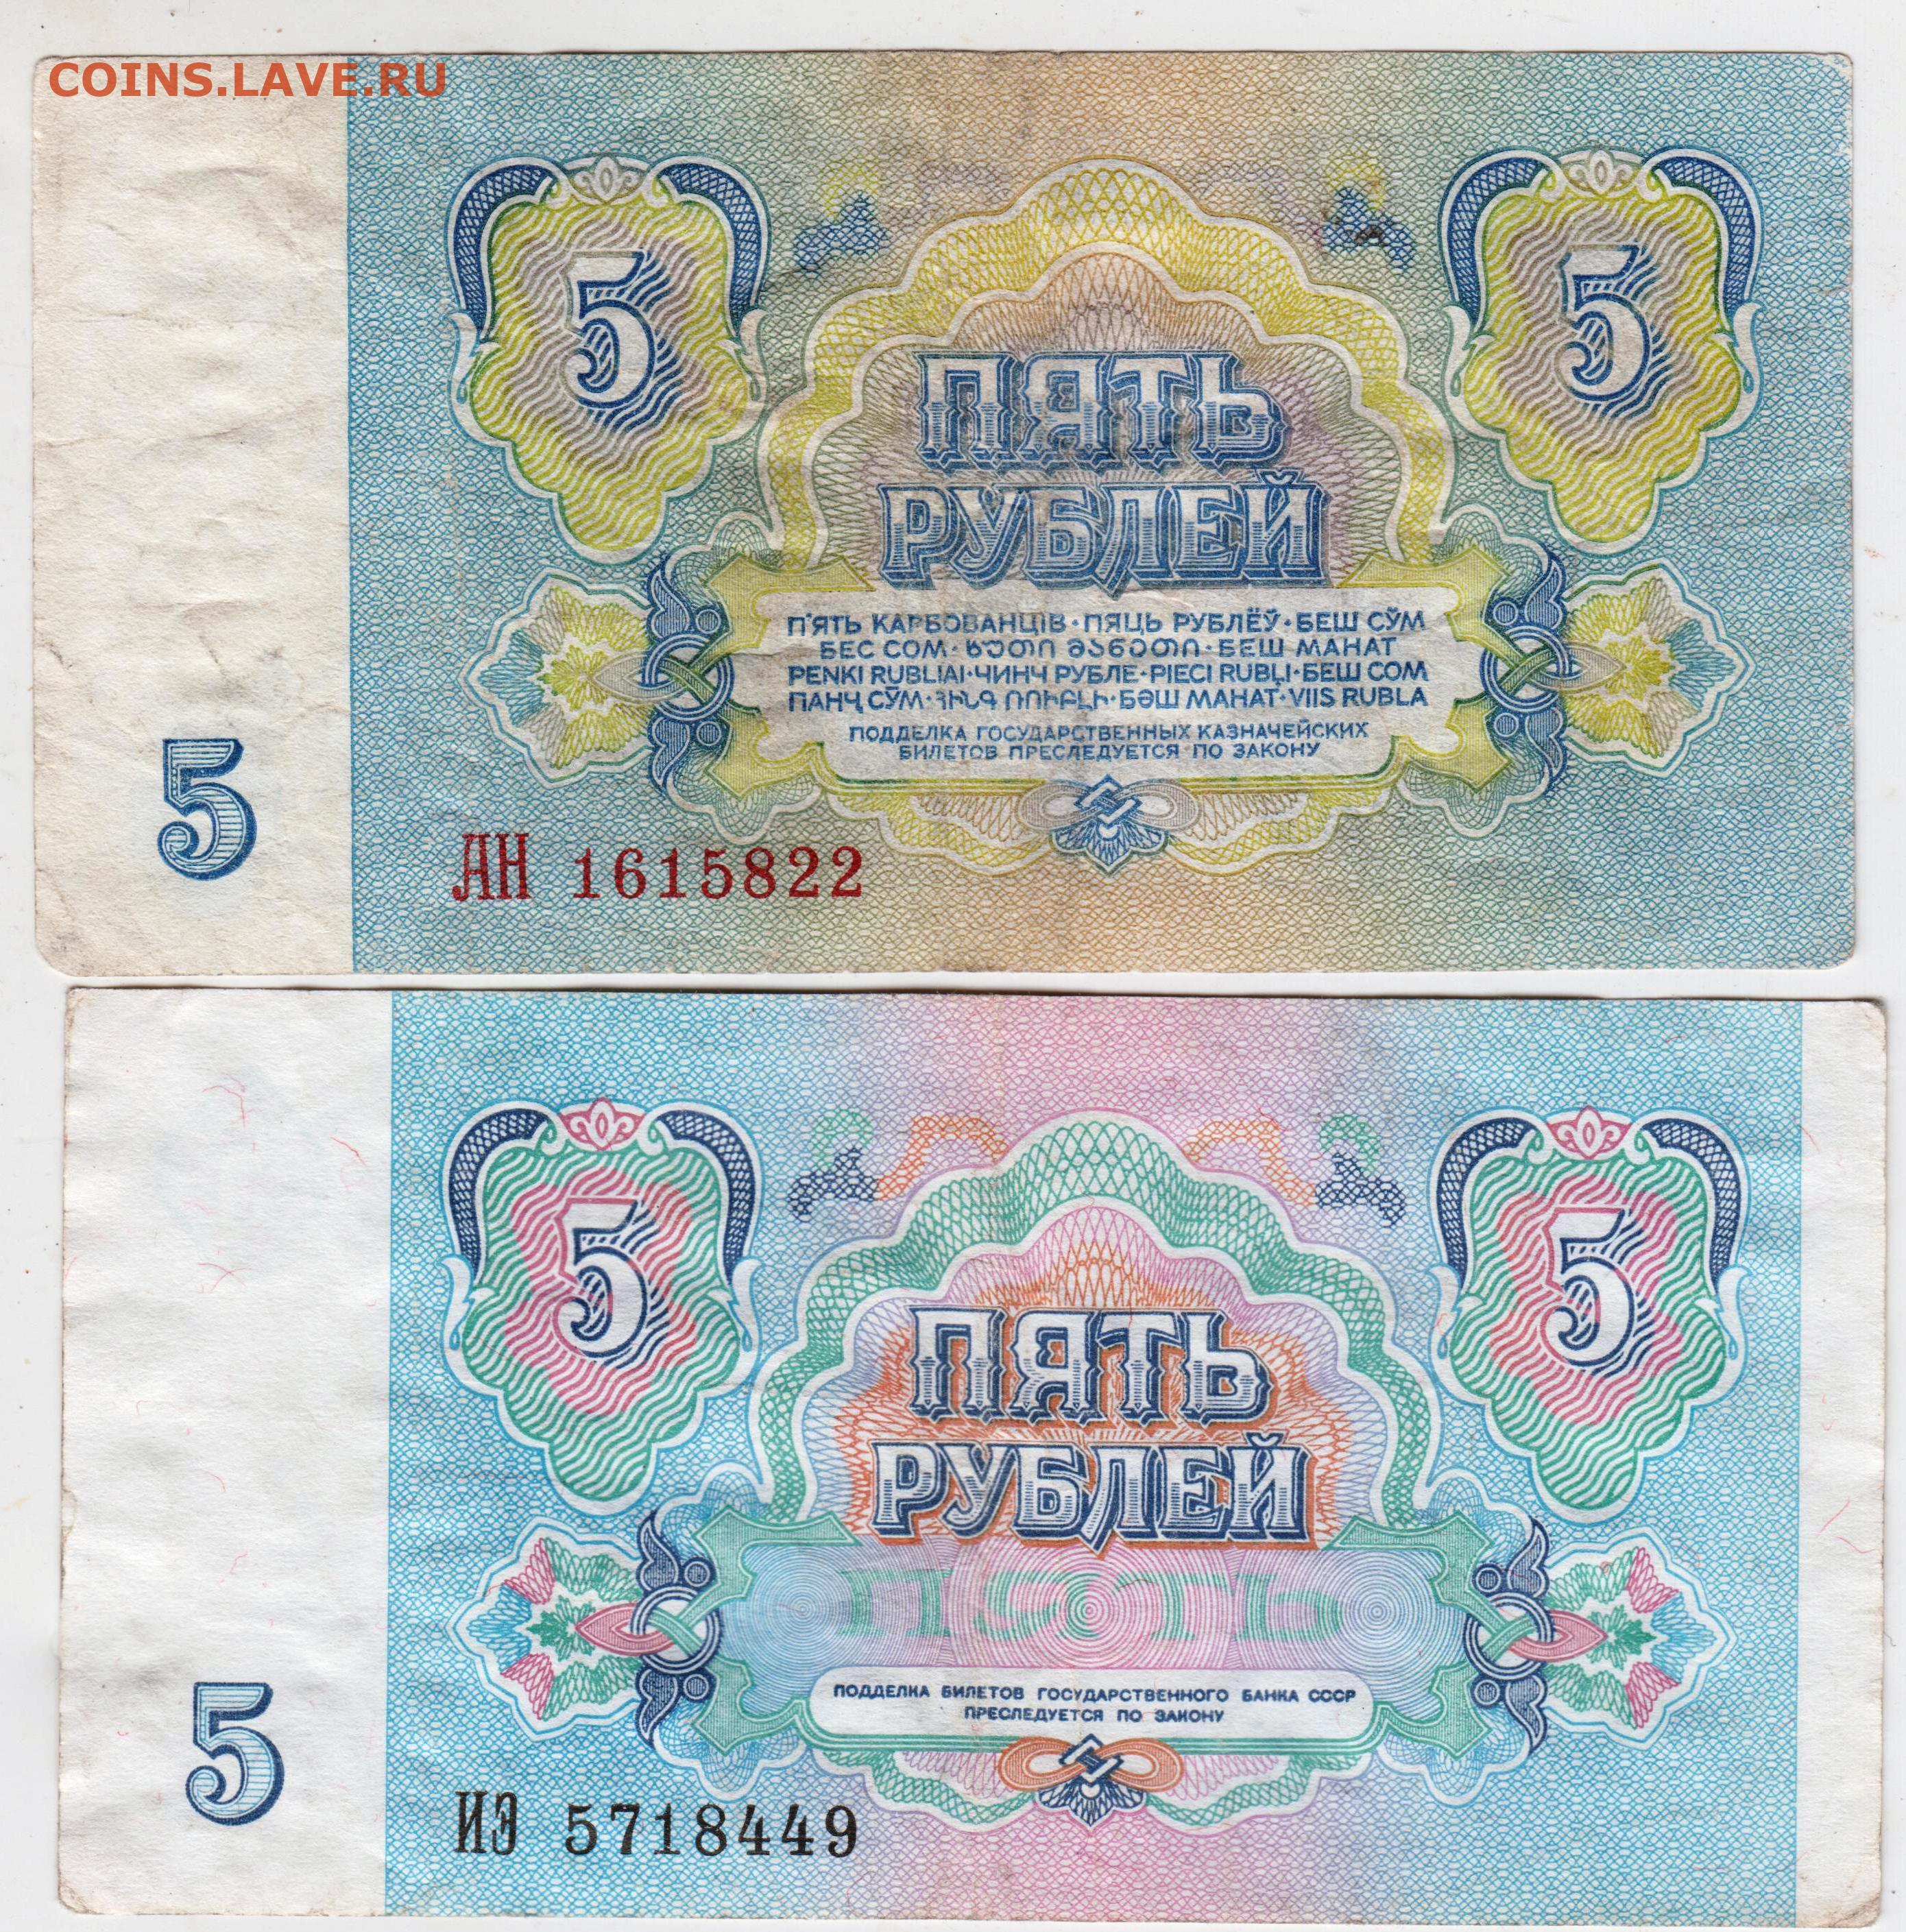 COINS.LAVE.RU
5
5
ПЯТЬ
РУБЛЕЙ
П'ЯТЬ КАРБОВАНЦІВ·ПЯЦЬ РУБЛЁЎ·БЕШ СЎМ
БЕС СОМ·ხუთი მანეთი·БЕШ МАНАТ
PENKI RUBLIAI·ЧИНЧ РУБЛЕ·PIECI RUBĻI·БЕШ СОМ
ПАНҶ СЎМ·ՀԻՆԳ ՌՈՒԲԼԻ·БӘШ МАНАТ·VIIS RUBLA
ПОДДЕЛКА ГОСУДАРСТВЕННЫХ КАЗНАЧЕЙСКИХ
БИЛЕТОВ ПРЕСЛЕДУЕТСЯ ПО ЗАКОНУ
5
АН 1615822
5
5
ПЯТЬ
РУБЛЕЙ
ПЯТЬ
ПОДДЕЛКА БИЛЕТОВ ГОСУДАРСТВЕННОГО БАНКА СССР
ПРЕСЛЕДУЕТСЯ ПО ЗАКОНУ
5
ИЭ 5718449